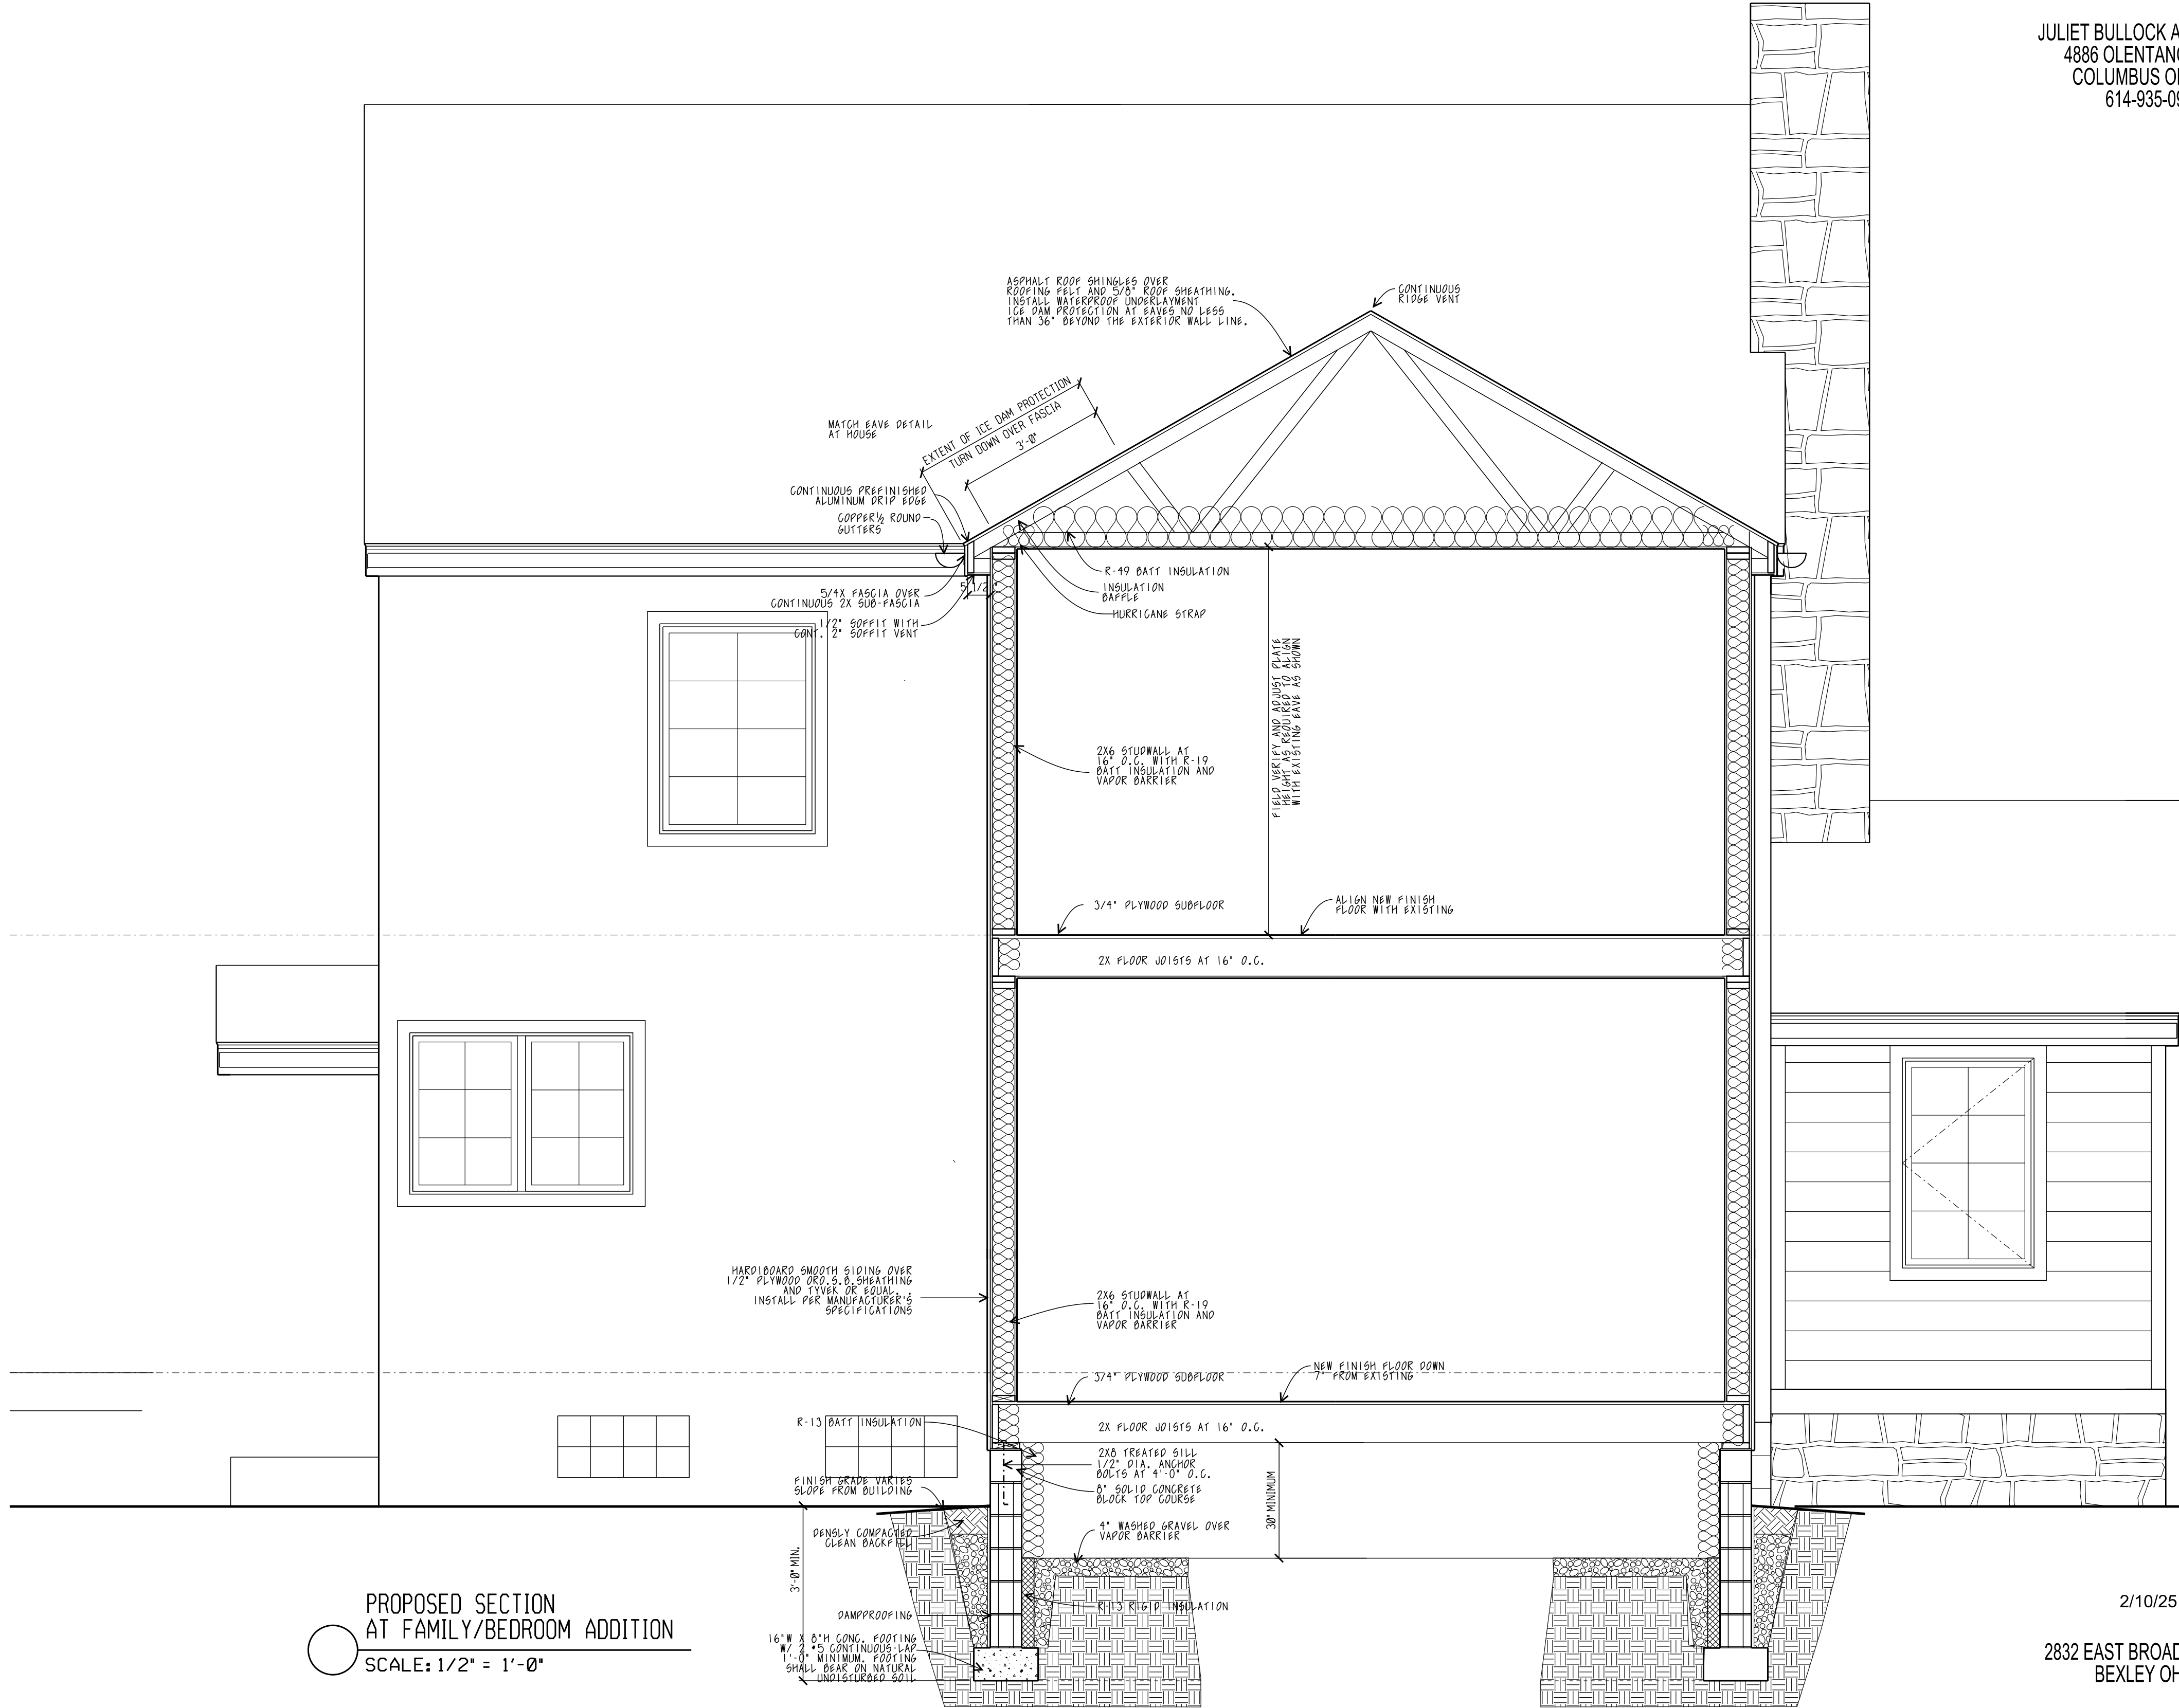 JULIET BULLOCK A
4886 OLENTANG
COLUMBUS O
614-935-09
ASPHALT ROOF SHINGLES OVER
ROOFING FELT AND 5/8" ROOF SHEATHING.
INSTALL WATERPROOF UNDERLAYMENT
ICE DAM PROTECTION AT EAVES NO LESS
THAN 36" BEYOND THE EXTERIOR WALL LINE.
CONTINUOUS
RIDGE VENT
EXTENT OF ICE DAM PROTECTION
TURN DOWN OVER FASCIA
3'-0"
MATCH EAVE DETAIL
AT HOUSE
CONTINUOUS PREFINISHED
ALUMINUM DRIP EDGE
COPPER ½ ROUND
GUTTERS
5/4X FASCIA OVER
CONTINUOUS 2X SUB-FASCIA
1/2" SOFFIT WITH
CONT. 2" SOFFIT VENT
5 1/2"
R-49 BATT INSULATION
INSULATION
BAFFLE
HURRICANE STRAP
FIELD VERIFY AND ADJUST PLATE
HEIGHT AS REQUIRED TO ALIGN
WITH EXISTING EAVE AS SHOWN
2X6 STUDWALL AT
16" O.C. WITH R-19
BATT INSULATION AND
VAPOR BARRIER
3/4" PLYWOOD SUBFLOOR
ALIGN NEW FINISH
FLOOR WITH EXISTING
2X FLOOR JOISTS AT 16" O.C.
HARDIBOARD SMOOTH SIDING OVER
1/2" PLYWOOD ORO.S.B.SHEATHING
AND TYVEK OR EQUAL. .
INSTALL PER MANUFACTURER'S
SPECIFICATIONS
2X6 STUDWALL AT
16" O.C. WITH R-19
BATT INSULATION AND
VAPOR BARRIER
3/4" PLYWOOD SUBFLOOR
NEW FINISH FLOOR DOWN
7" FROM EXISTING
R-13 BATT INSULATION
2X FLOOR JOISTS AT 16" O.C.
2X8 TREATED SILL
1/2" DIA. ANCHOR
BOLTS AT 4'-0" O.C.
8" SOLID CONCRETE
BLOCK TOP COURSE
30" MINIMUM
FINISH GRADE VARIES
SLOPE FROM BUILDING
4" WASHED GRAVEL OVER
VAPOR BARRIER
DENSLY COMPACTED
CLEAN BACKFILL
3'-0" MIN.
DAMPPROOFING
R-13 RIGID INSULATION
16"W X 8"H CONC. FOOTING
W/ 2 #5 CONTINUOUS-LAP
1'-0" MINIMUM. FOOTING
SHALL BEAR ON NATURAL
UNDISTURBED SOIL
PROPOSED SECTION
AT FAMILY/BEDROOM ADDITION
SCALE: 1/2" = 1'-0"
2/10/25
2832 EAST BROAD
BEXLEY OH